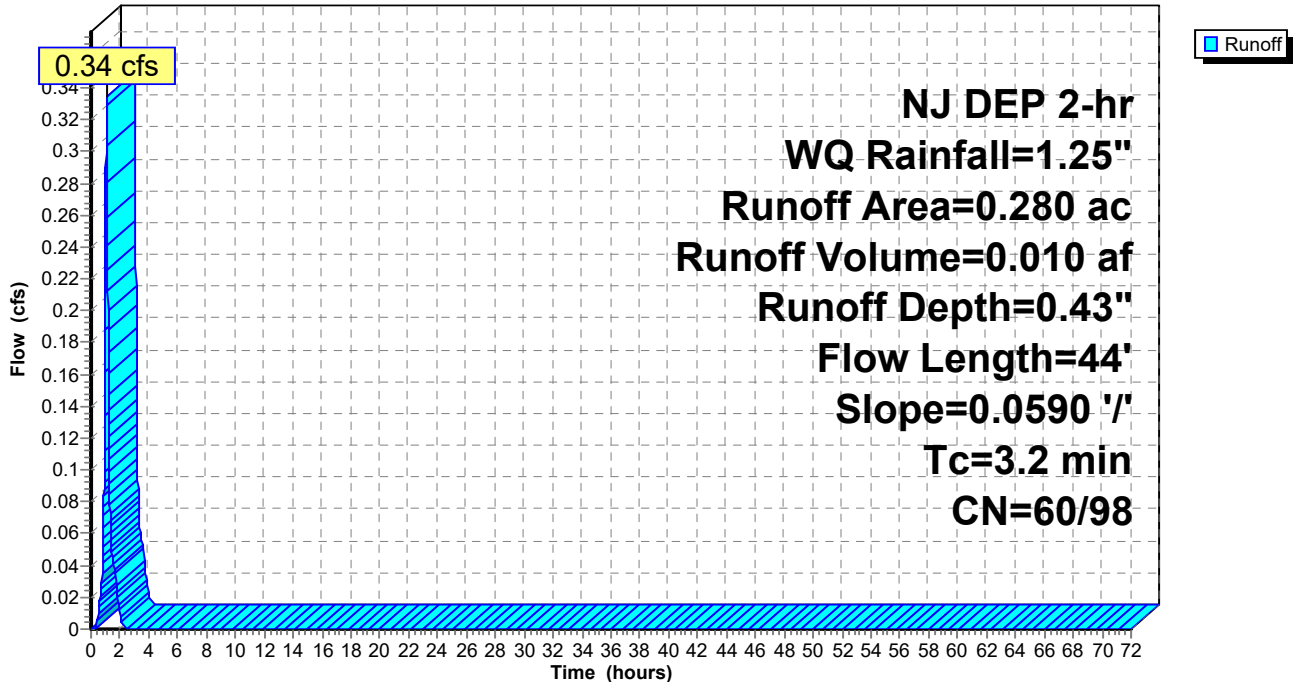 Runoff
0.34 cfs
NJ DEP 2-hr
WQ Rainfall=1.25"
Runoff Area=0.280 ac
Runoff Volume=0.010 af
Runoff Depth=0.43"
Flow Length=44'
Slope=0.0590 '/'
Tc=3.2 min
CN=60/98
Flow (cfs)
0.34
0.32
0.3
0.28
0.26
0.24
0.22
0.2
0.18
0.16
0.14
0.12
0.1
0.08
0.06
0.04
0.02
0
0 2 4 6 8 10 12 14 16 18 20 22 24 26 28 30 32 34 36 38 40 42 44 46 48 50 52 54 56 58 60 62 64 66 68 70 72
Time (hours)